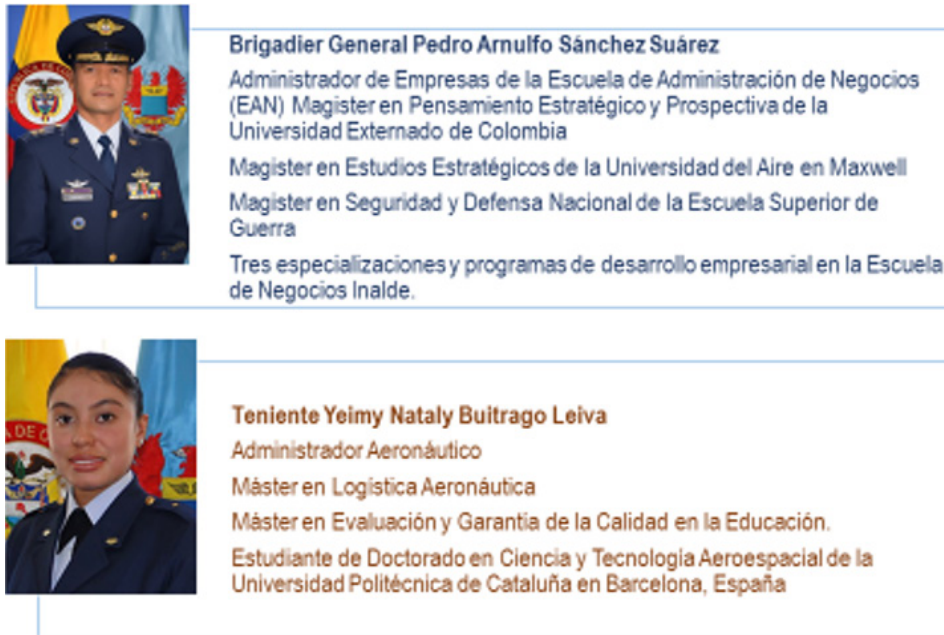 Brigadier General Pedro Arnulfo Sánchez Suárez
Administrador de Empresas de la Escuela de Administración de Negocios
(EAN) Magister en Pensamiento Estratégico y Prospectiva de la
Universidad Externado de Colombia
Magister en Estudios Estratégicos de la Universidad del Aire en Maxwell
Magister en Seguridad y Defensa Nacional de la Escuela Superior de
Guerra
Tres especializaciones y programas de desarrollo empresarial en la Escuela
de Negocios Inalde.
Teniente Yeimy Nataly Buitrago Leiva
Administrador Aeronáutico
Máster en Logística Aeronáutica
Máster en Evaluación y Garantia de la Calidad en la Educación.
Estudiante de Doctorado en Ciencia y Tecnología Aeroespacial de la
Universidad Politécnica de Cataluña en Barcelona, España